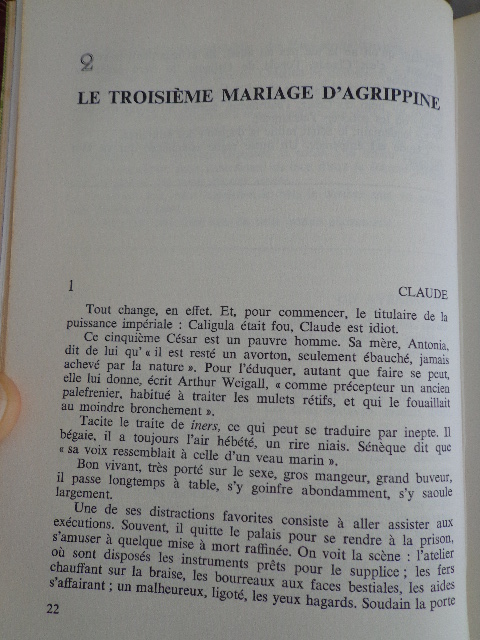 2
LE TROISIÈME MARIAGE D'AGRIPPINE
1
CLAUDE
Tout change, en effet. Et, pour commencer, le titulaire de la
puissance impériale : Caligula était fou, Claude est idiot.
Ce cinquième César est un pauvre homme. Sa mère, Antonia,
dit de lui qu'« il est resté un avorton, seulement ébauché, jamais
achevé par la nature ». Pour l'éduquer, autant que faire se peut,
elle lui donne, écrit Arthur Weigall, « comme précepteur un ancien
palefrenier, habitué à traiter les mulets rétifs, et qui le fouaillait
au moindre bronchement ».
Tacite le traite de iners, ce qui peut se traduire par inepte. Il
bégaie, il a toujours l'air hébété, un rire niais. Sénèque dit que
« sa voix ressemblait à celle d'un veau marin ».
Bon vivant, très porté sur le sexe, gros mangeur, grand buveur,
il passe longtemps à table, s'y goinfre abondamment, s'y saoule
largement.
Une de ses distractions favorites consiste à aller assister aux
exécutions. Souvent, il quitte le palais pour se rendre à la prison,
s'amuser à quelque mise à mort raffinée. On voit la scène : l'atelier
où sont disposés les instruments prêts pour le supplice ; les fers
chauffant sur la braise, les bourreaux aux faces bestiales, les aides
s'affairant ; un malheureux, ligoté, les yeux hagards. Soudain la porte
22